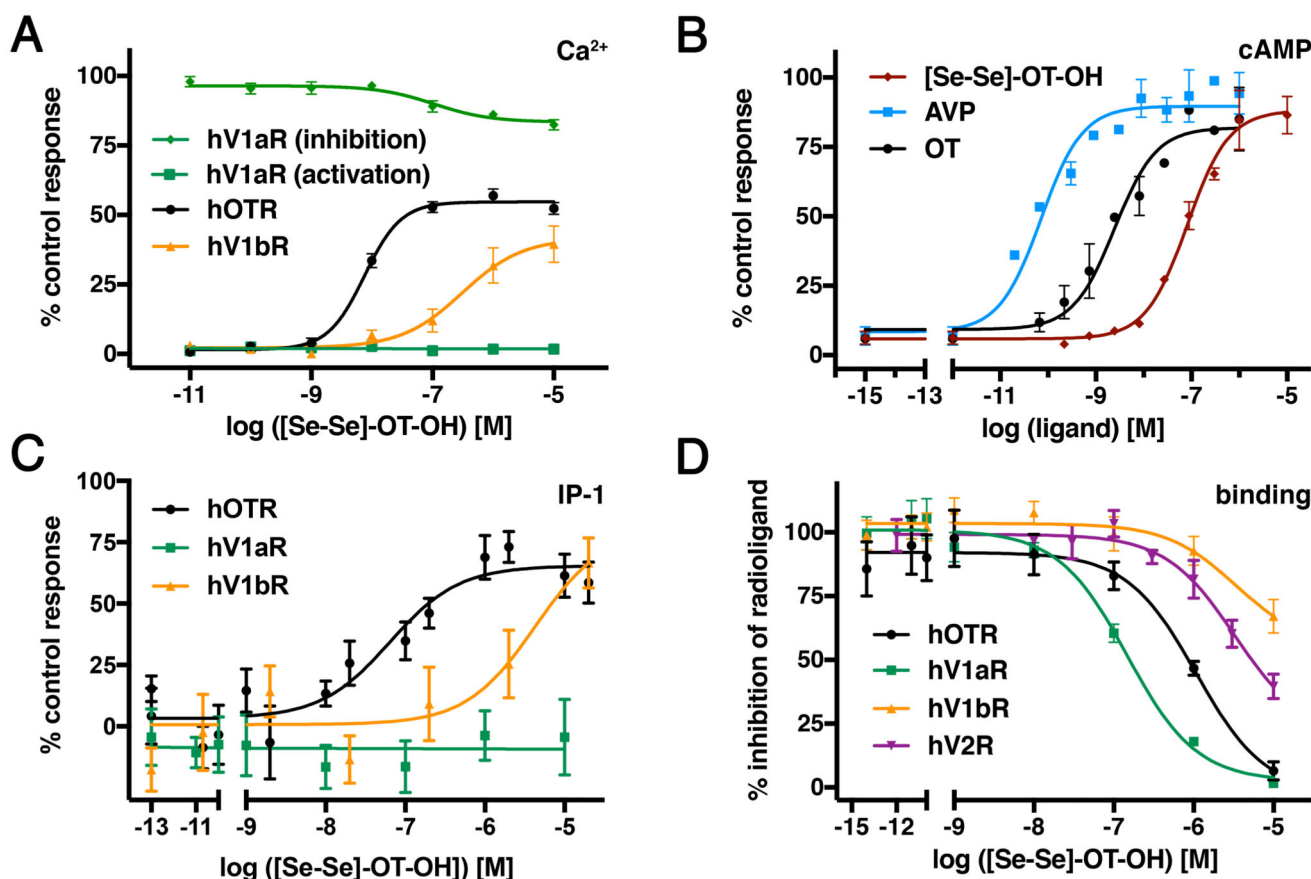 A
Ca²⁺
% control response
100
75
50
25
0
hV1aR (inhibition)
hV1aR (activation)
hOTR
hV1bR
-11
-9
-7
-5
log ([Se-Se]-OT-OH) [M]
B
cAMP
% control response
100
75
50
25
0
[Se-Se]-OT-OH
AVP
OT
-15
-13
-11
-9
-7
-5
log (ligand) [M]
C
IP-1
% control response
100
75
50
25
0
hOTR
hV1aR
hV1bR
-13
-11
-9
-8
-7
-6
-5
log ([Se-Se]-OT-OH]) [M]
D
binding
% inhibition of radioligand
100
75
50
25
0
hOTR
hV1aR
hV1bR
hV2R
-15
-12
-9
-8
-7
-6
-5
log ([Se-Se]-OT-OH) [M]